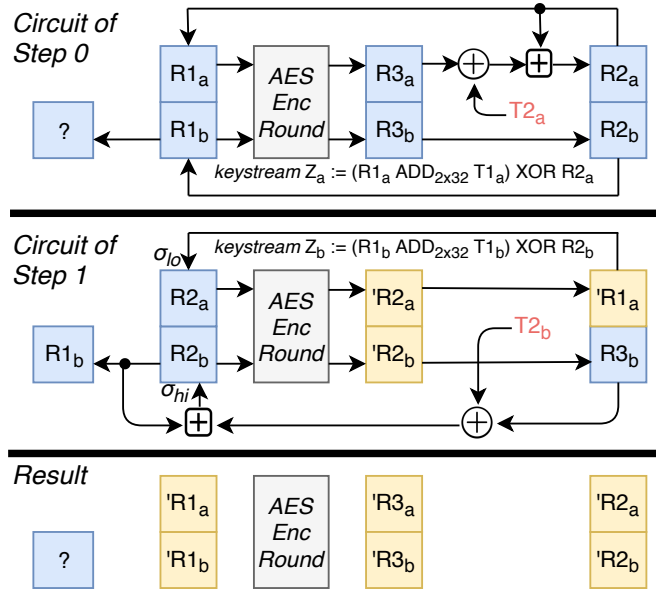 Circuit of
Step 0
R1a
R1b
AES
Enc
Round
R3a
R3b
T2a
R2a
R2b
?
keystream Za := (R1a ADD2x32 T1a) XOR R2a
Circuit of
Step 1
keystream Zb := (R1b ADD2x32 T1b) XOR R2b
σlo
R2a
R2b
AES
Enc
Round
'R2a
'R2b
'R1a
R3b
T2b
R1b
σhi
Result
'R1a
'R1b
AES
Enc
Round
'R3a
'R3b
'R2a
'R2b
?